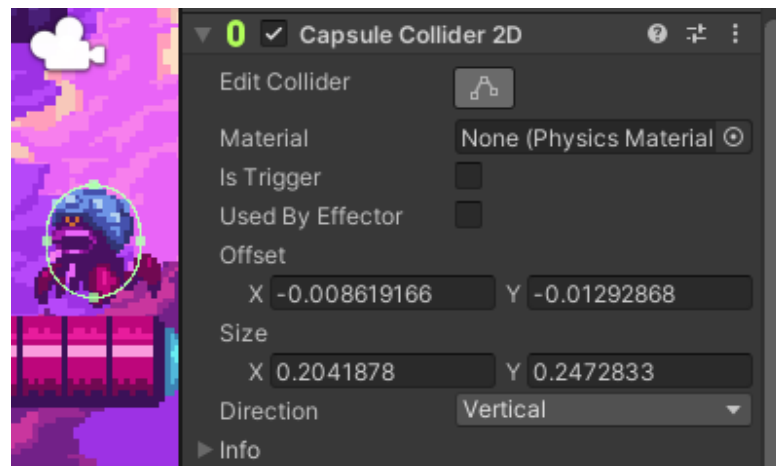 Capsule Collider 2D
Edit Collider
Material None (Physics Material
Is Trigger
Used By Effector
Offset
X -0.008619166 Y -0.01292868
Size
X 0.2041878 Y 0.2472833
Direction Vertical
Info